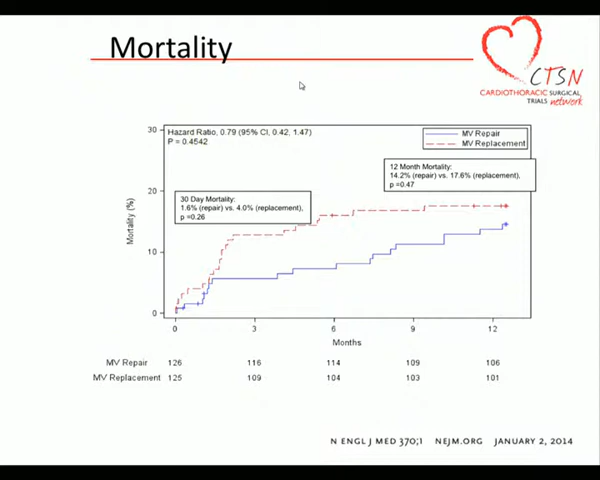 Mortality
CTSN
CARDIOTHORACIC SURGICAL
TRIALS network
Hazard Ratio, 0.79 (95% CI, 0.42, 1.47)
P = 0.4542
MV Repair
MV Replacement
12 Month Mortality:
14.2% (repair) vs. 17.6% (replacement),
p =0.47
30 Day Mortality:
1.6% (repair) vs. 4.0% (replacement),
p =0.26
Mortality (%)
30
20
10
0
0 3 6 9 12
Months
MV Repair 126 116 114 109 106
MV Replacement 125 109 104 103 101
N ENGL J MED 370;1 NEJM.ORG JANUARY 2, 2014